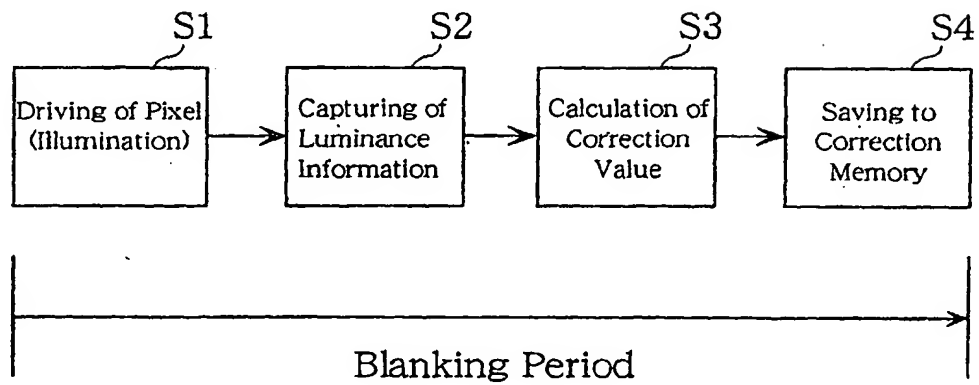 S1
S2
S3
S4
Driving of Pixel
(Illumination)
Capturing of
Luminance
Information
Calculation of
Correction
Value
Saving to
Correction
Memory
Blanking Period